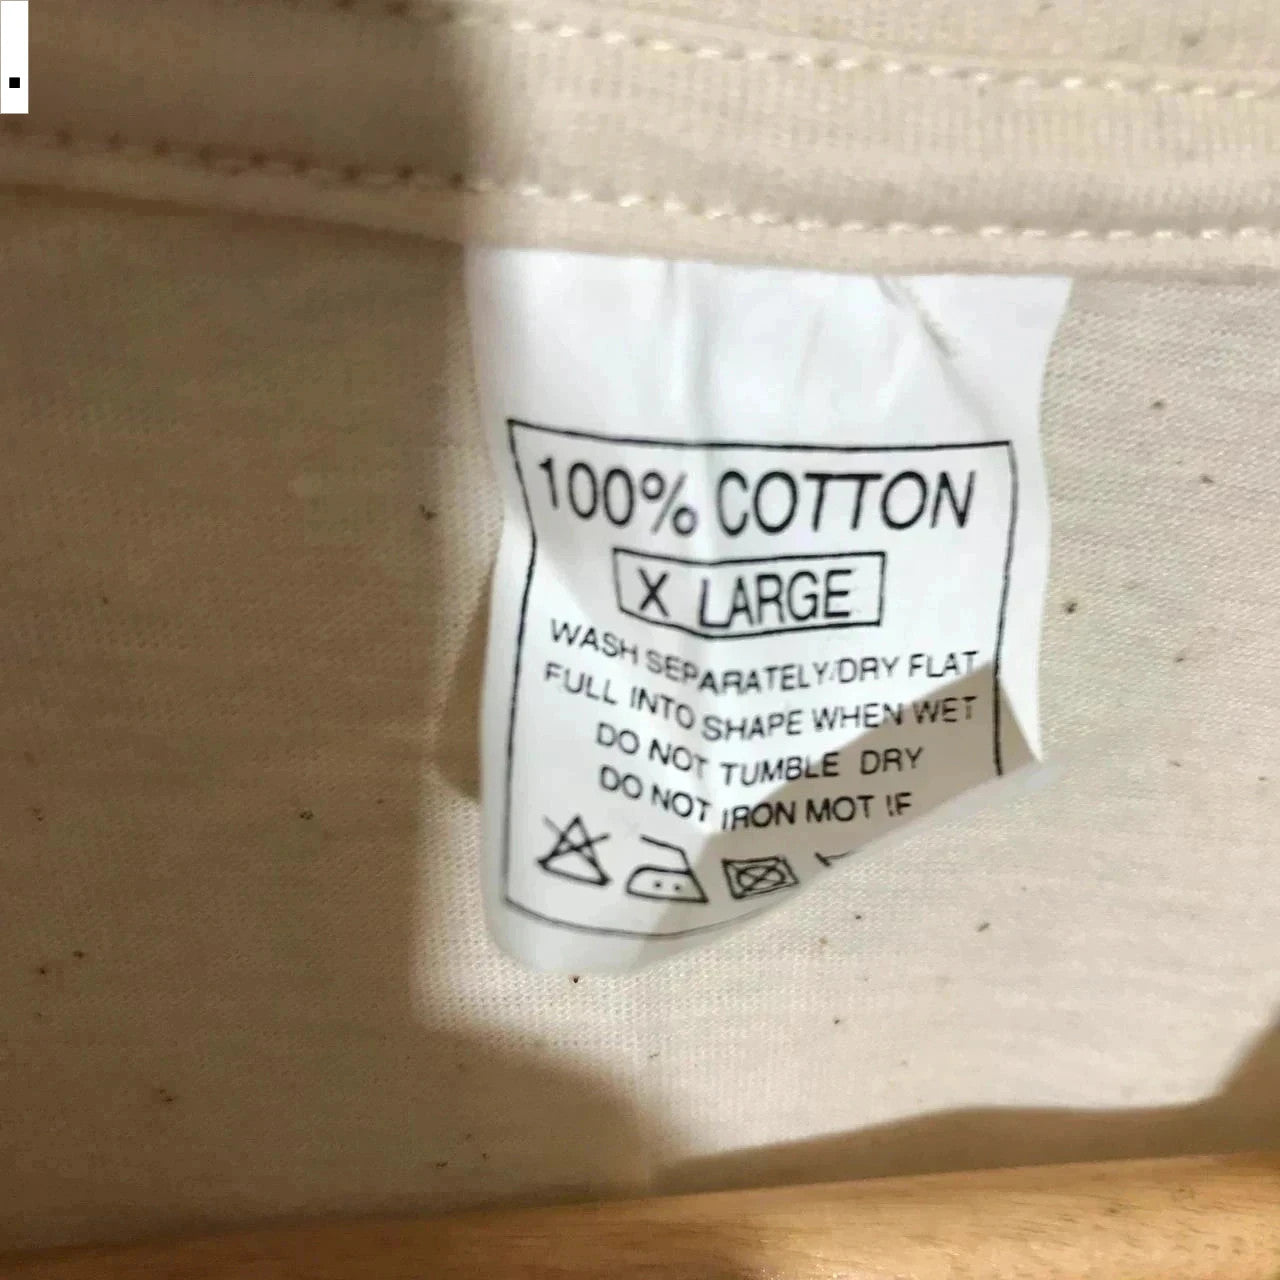 .
100% COTTON
X LARGE
WASH SEPARATELY/DRY FLAT
FULL INTO SHAPE WHEN WET
DO NOT TUMBLE DRY
DO NOT IRON MOT IF